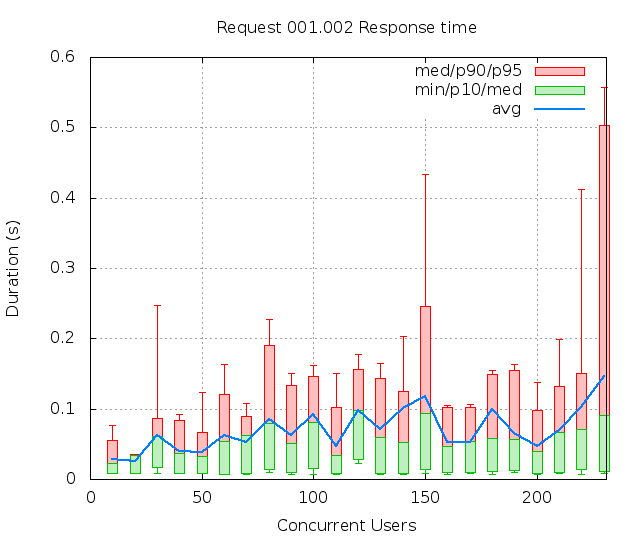 Request 001.002 Response time
med/p90/p95
min/p10/med
avg
Duration (s)
0.6
0.5
0.4
0.3
0.2
0.1
0
0 50 100 150 200
Concurrent Users